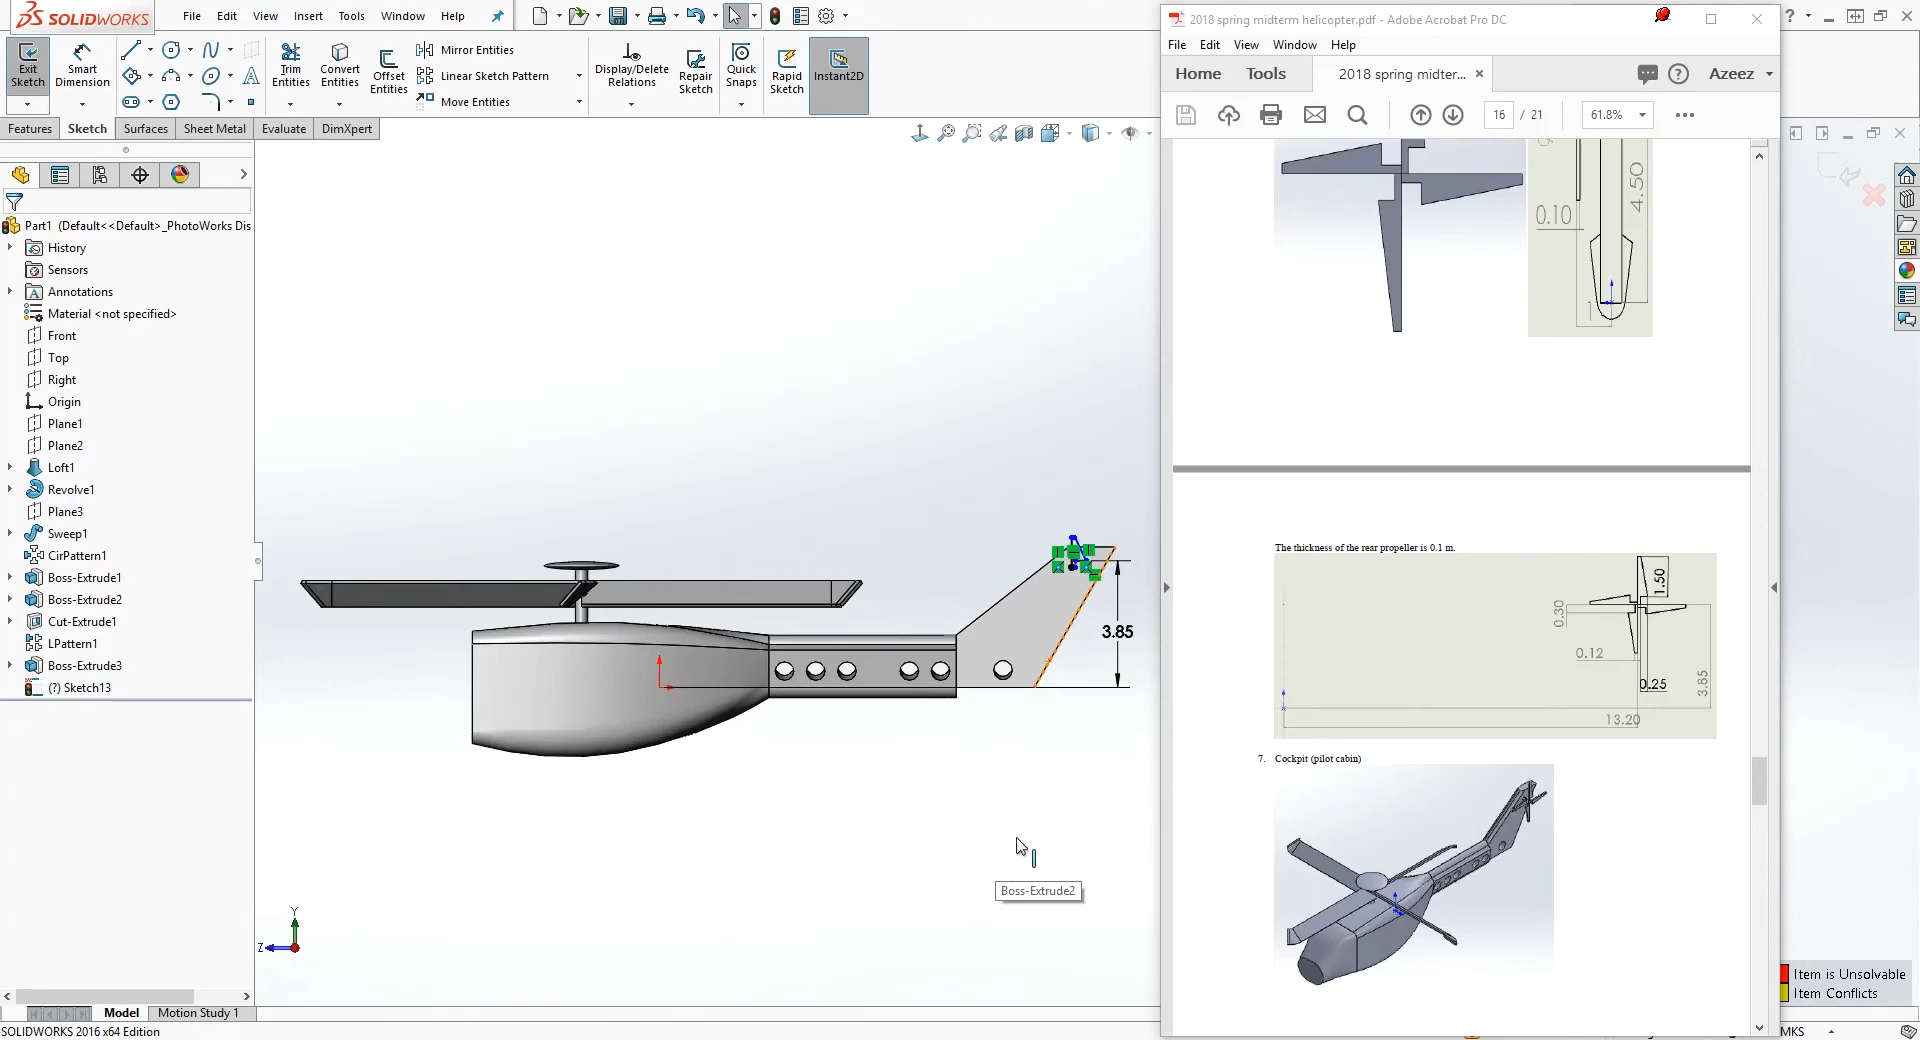 SOLIDWORKS
File Edit View Insert Tools Window Help
Exit Sketch
Smart Dimension
Trim Entities
Convert Entities
Offset Entities
Mirror Entities
Linear Sketch Pattern
Move Entities
Display/Delete Relations
Repair Sketch
Quick Snaps
Rapid Sketch
Instant2D
Features Sketch Surfaces Sheet Metal Evaluate DimXpert
Part1 (Default<<Default>_PhotoWorks Dis
History
Sensors
Annotations
Material <not specified>
Front
Top
Right
Origin
Plane1
Plane2
Loft1
Revolve1
Plane3
Sweep1
CirPattern1
Boss-Extrude1
Boss-Extrude2
Cut-Extrude1
LPattern1
Boss-Extrude3
(?) Sketch13
3.85
Boss-Extrude2
Y
Z
Model Motion Study 1
SOLIDWORKS 2016 x64 Edition
2018 spring midterm helicopter.pdf - Adobe Acrobat Pro DC
File Edit View Window Help
Home Tools 2018 spring midter... × Azeez
16 / 21 61.8%
4.50
0.10
1
The thickness of the rear propeller is 0.1 m.
1.50
0.30
0.12
0.25
3.85
13.20
7. Cockpit (pilot cabin)
Item is Unsolvable
Item Conflicts
MKS